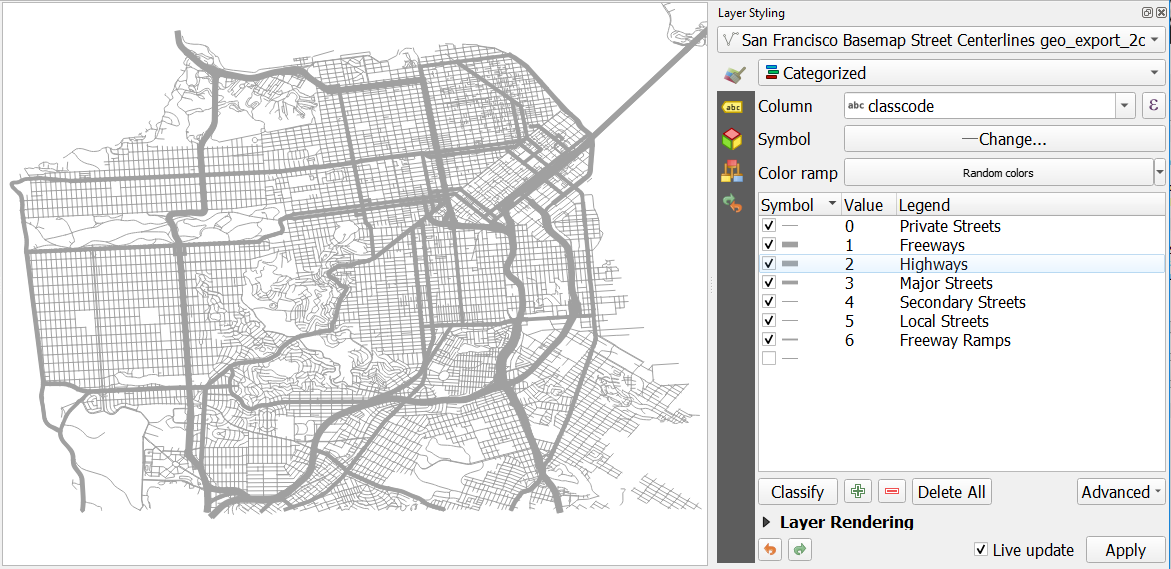 Layer Styling
San Francisco Basemap Street Centerlines geo_export_2c
Categorized
abc
Column abc classcode ε
Symbol Change...
Color ramp Random colors
Symbol Value Legend
0 Private Streets
1 Freeways
2 Highways
3 Major Streets
4 Secondary Streets
5 Local Streets
6 Freeway Ramps
Classify Delete All Advanced
Layer Rendering
Live update Apply